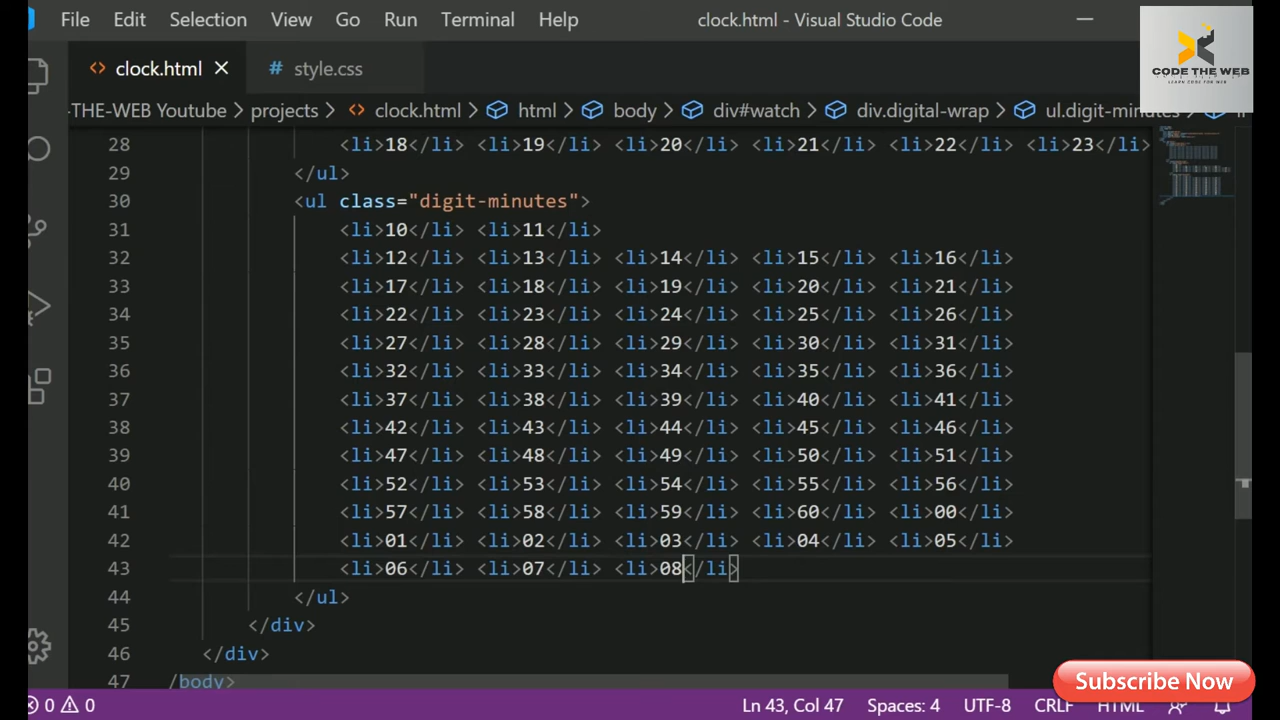 File Edit Selection View Go Run Terminal Help clock.html - Visual Studio Code
CODE THE WEB
LEARN CODE FOR WEB
clock.html style.css
-THE-WEB Youtube > projects > clock.html > html > body > div#watch > div.digital-wrap > ul.digit-minutes >
28 <li>18</li> <li>19</li> <li>20</li> <li>21</li> <li>22</li> <li>23</li>
29 </ul>
30 <ul class="digit-minutes">
31 <li>10</li> <li>11</li>
32 <li>12</li> <li>13</li> <li>14</li> <li>15</li> <li>16</li>
33 <li>17</li> <li>18</li> <li>19</li> <li>20</li> <li>21</li>
34 <li>22</li> <li>23</li> <li>24</li> <li>25</li> <li>26</li>
35 <li>27</li> <li>28</li> <li>29</li> <li>30</li> <li>31</li>
36 <li>32</li> <li>33</li> <li>34</li> <li>35</li> <li>36</li>
37 <li>37</li> <li>38</li> <li>39</li> <li>40</li> <li>41</li>
38 <li>42</li> <li>43</li> <li>44</li> <li>45</li> <li>46</li>
39 <li>47</li> <li>48</li> <li>49</li> <li>50</li> <li>51</li>
40 <li>52</li> <li>53</li> <li>54</li> <li>55</li> <li>56</li>
41 <li>57</li> <li>58</li> <li>59</li> <li>60</li> <li>00</li>
42 <li>01</li> <li>02</li> <li>03</li> <li>04</li> <li>05</li>
43 <li>06</li> <li>07</li> <li>08</li>
44 </ul>
45 </div>
46 </div>
47 /body>
Subscribe Now
0 0 Ln 43, Col 47 Spaces: 4 UTF-8 CRLF HTML